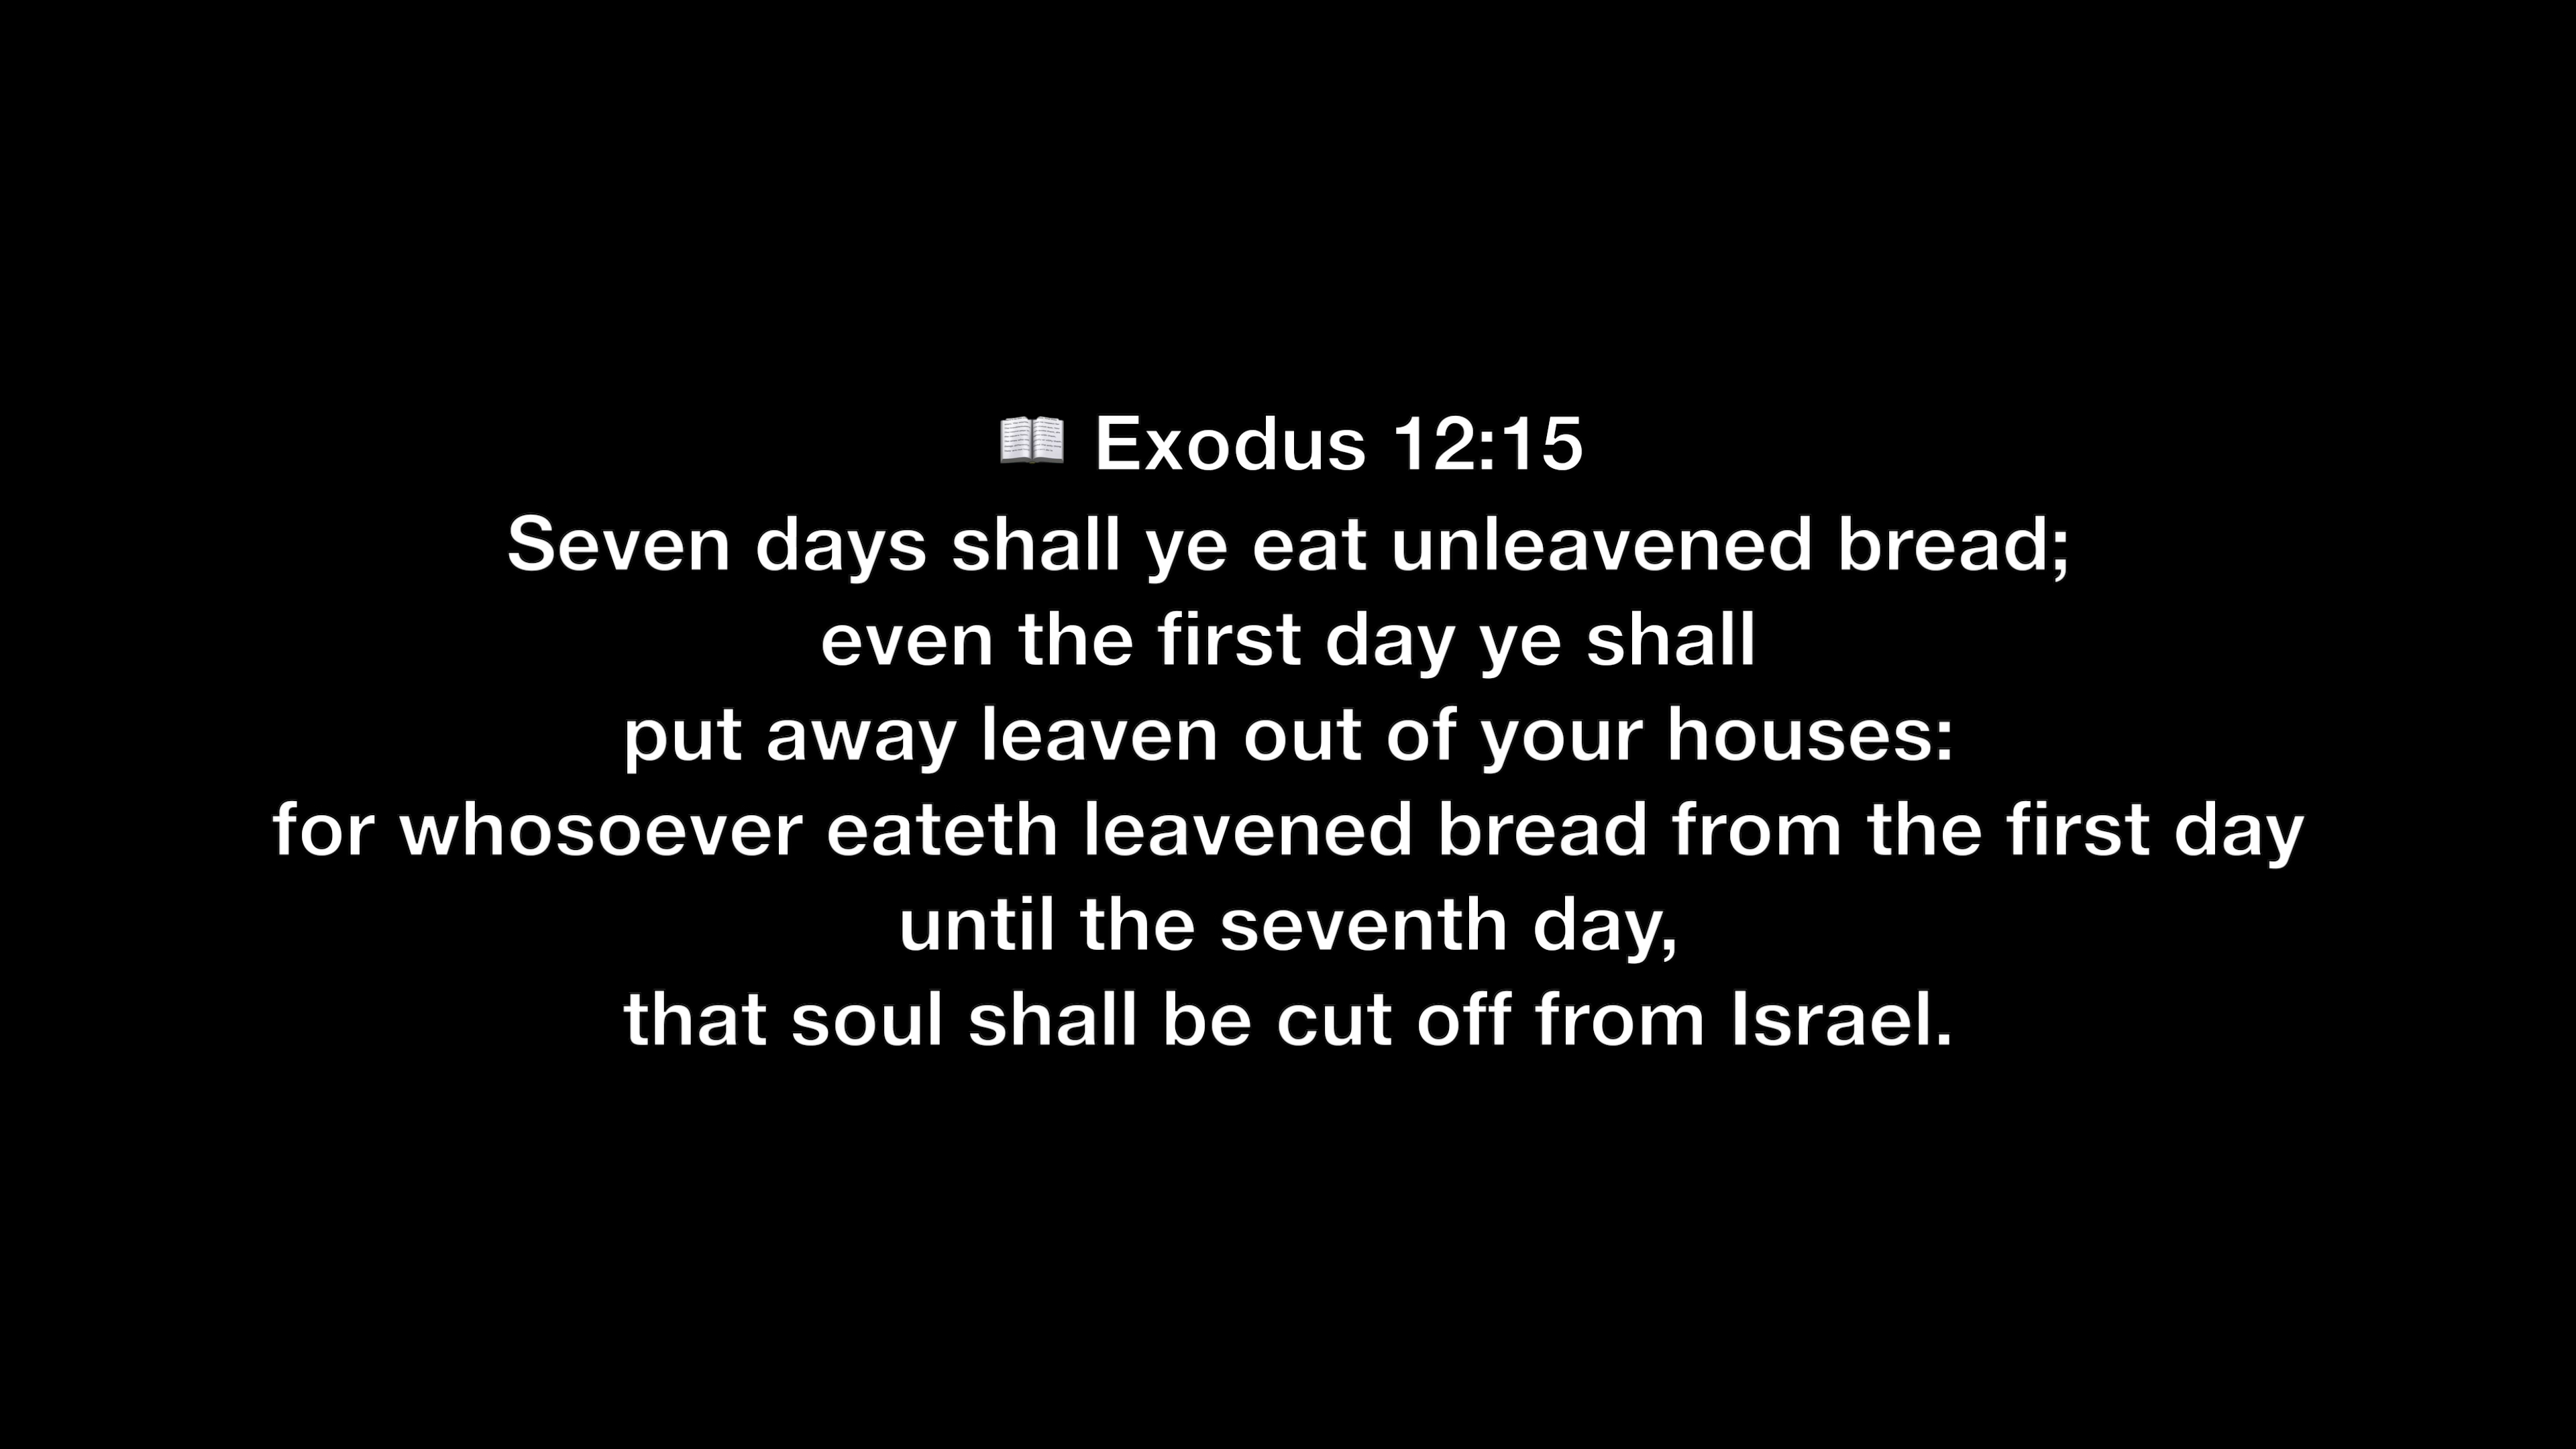 📖 Exodus 12:15
Seven days shall ye eat unleavened bread;
even the first day ye shall
put away leaven out of your houses:
for whosoever eateth leavened bread from the first day
until the seventh day,
that soul shall be cut off from Israel.